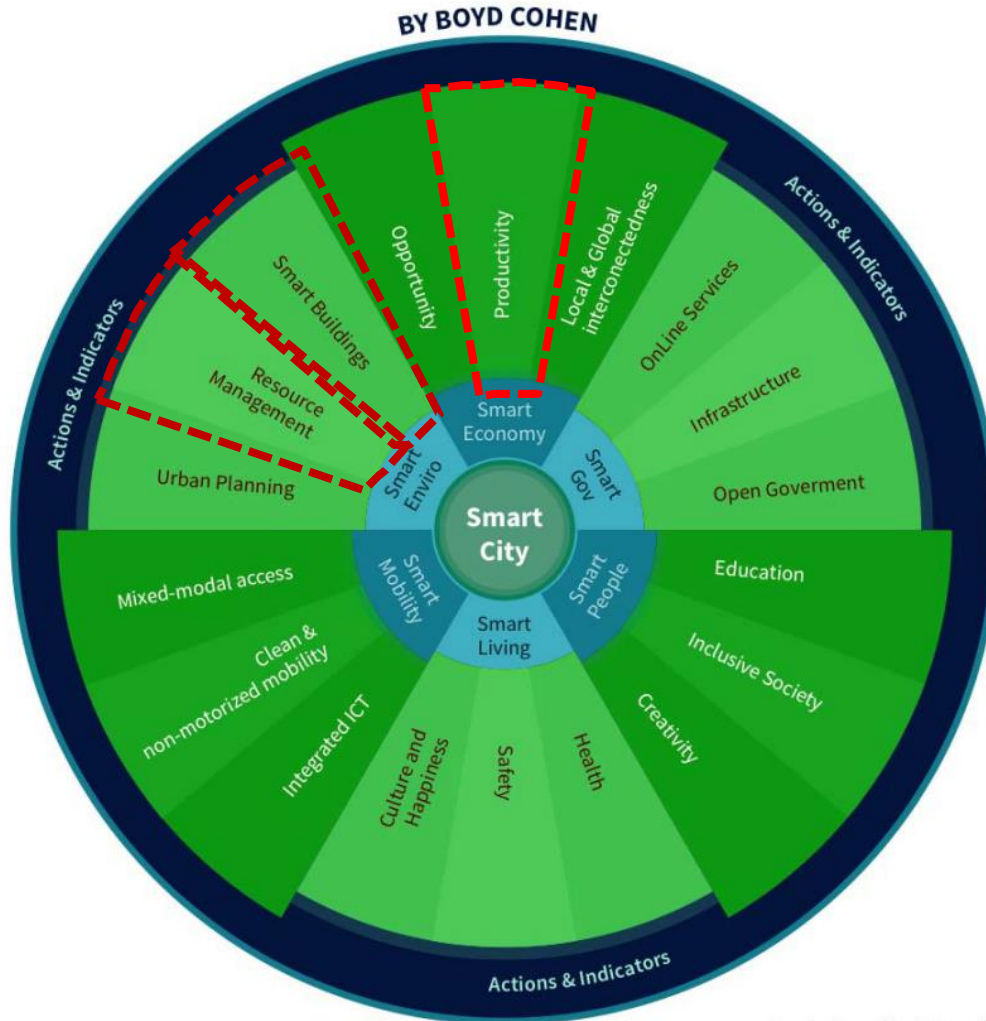 BY BOYD COHEN
Actions & Indicators
Actions & Indicators
Actions & Indicators
Opportunity
Productivity
Local & Global
interconectedness
Smart Buildings
Resource
Management
Urban Planning
OnLine Services
Infrastructure
Open Goverment
Smart
Economy
Smart
Enviro
Smart
Gov
Smart
City
Smart
Mobility
Smart
People
Smart
Living
Mixed-modal access
Clean &
non-motorized mobility
Integrated ICT
Culture and
Happiness
Safety
Health
Creativity
Inclusive Society
Education